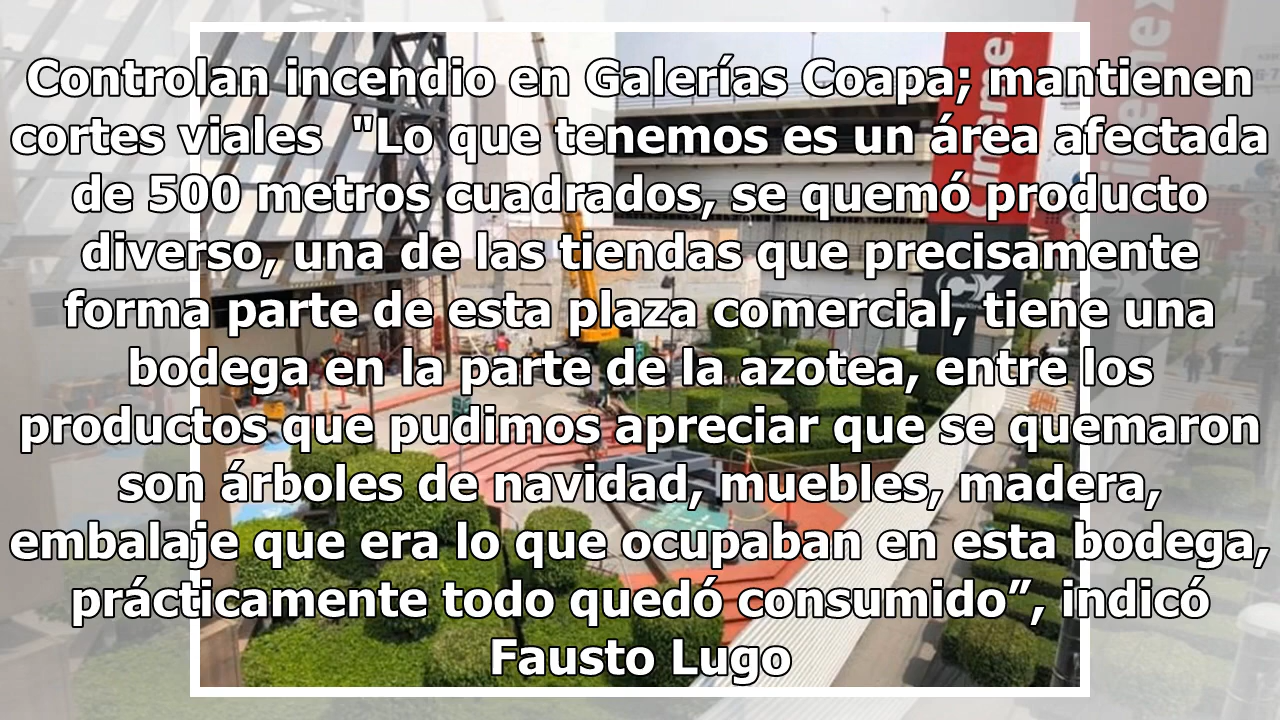 Controlan incendio en Galerías Coapa; mantienen
cortes viales "Lo que tenemos es un área afectada
de 500 metros cuadrados, se quemó producto
diverso, una de las tiendas que precisamente
forma parte de esta plaza comercial, tiene una
bodega en la parte de la azotea, entre los
productos que pudimos apreciar que se quemaron
son árboles de navidad, muebles, madera,
embalaje que era lo que ocupaban en esta bodega,
prácticamente todo quedó consumido”, indicó
Fausto Lugo